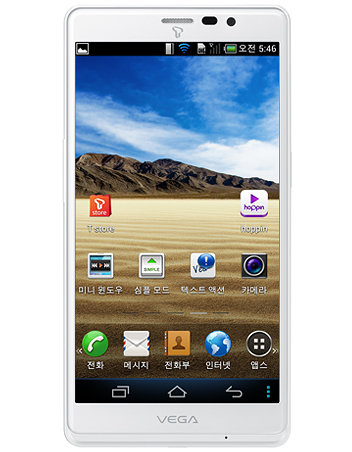 T
오전 5:46
T
store
hoppin
T store
hoppin
SIMPLE
Vega
미니 윈도우
심플 모드
텍스트 액션
카메라
전화
메시지
전화부
인터넷
앱스
VEGA